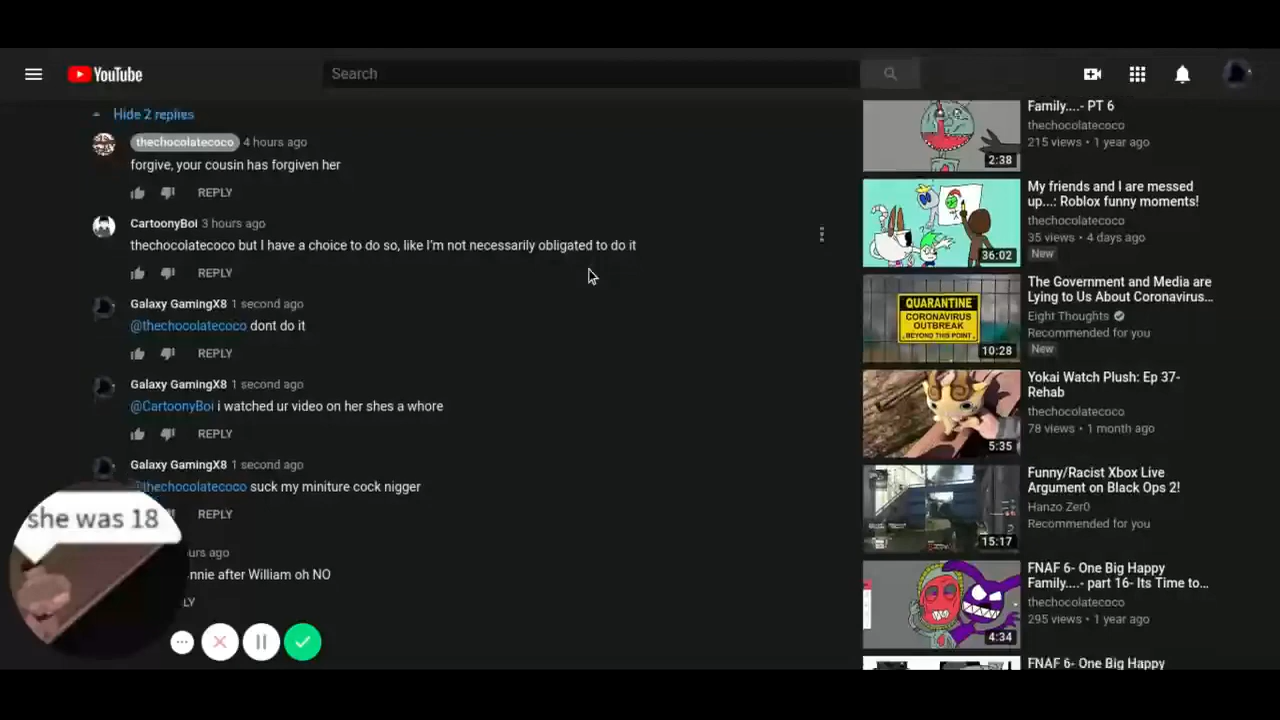 YouTube
Search
Hide 2 replies
thechocolatecoco 4 hours ago
forgive, your cousin has forgiven her
REPLY
CartoonyBoi 3 hours ago
thechocolatecoco but I have a choice to do so, like I'm not necessarily obligated to do it
REPLY
Galaxy GamingX8 1 second ago
@thechocolatecoco dont do it
REPLY
Galaxy GamingX8 1 second ago
@CartoonyBoi i watched ur video on her shes a whore
REPLY
Galaxy GamingX8 1 second ago
@thechocolatecoco suck my miniture cock nigger
REPLY
she was 18
urs ago
nnie after William oh NO
LY
Family....- PT 6
thechocolatecoco
215 views • 1 year ago
2:38
My friends and I are messed
up...: Roblox funny moments!
thechocolatecoco
35 views • 4 days ago
New
36:02
The Government and Media are
Lying to Us About Coronavirus...
Eight Thoughts
Recommended for you
New
QUARANTINE
CORONAVIRUS
OUTBREAK
BEYOND THIS POINT
10:28
Yokai Watch Plush: Ep 37-
Rehab
thechocolatecoco
78 views • 1 month ago
5:35
Funny/Racist Xbox Live
Argument on Black Ops 2!
Hanzo Zer0
Recommended for you
15:17
FNAF 6- One Big Happy
Family....- part 16- Its Time to...
thechocolatecoco
295 views • 1 year ago
4:34
FNAF 6- One Big Happy